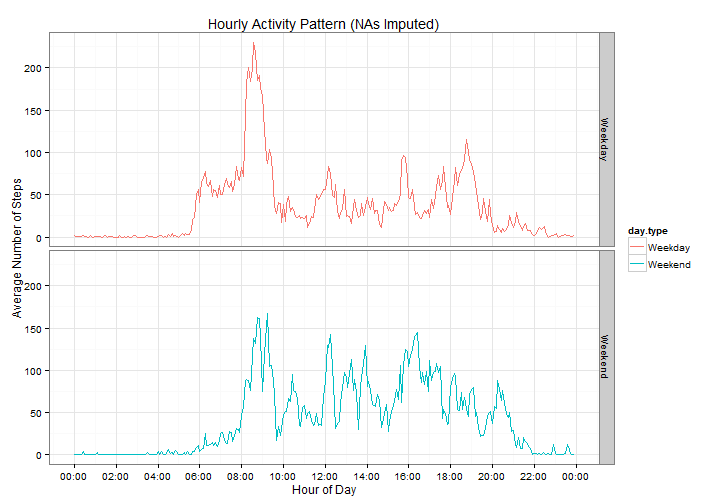 Hourly Activity Pattern (NAs Imputed)
Average Number of Steps
200
150
100
50
0
Weekday
200
150
100
50
0
Weekend
00:00 02:00 04:00 06:00 08:00 10:00 12:00 14:00 16:00 18:00 20:00 22:00 00:00
Hour of Day
day.type
Weekday
Weekend